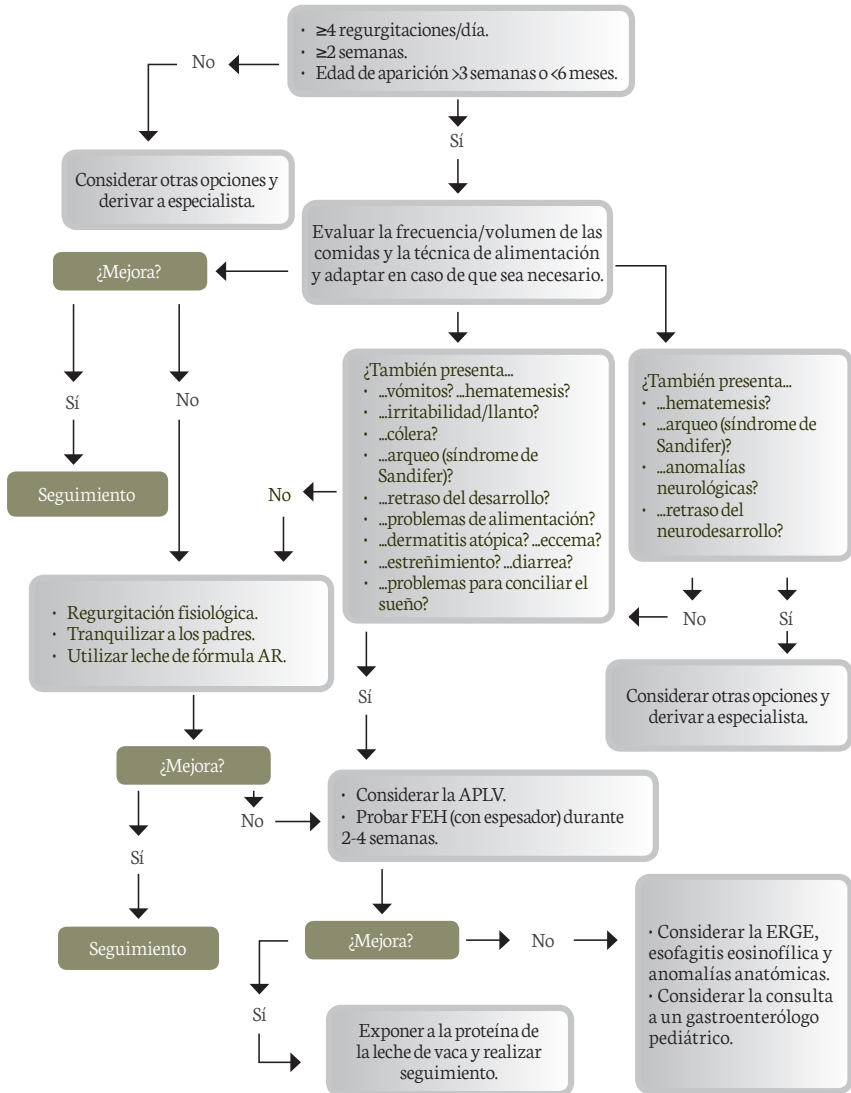 · ≥4 regurgitaciones/día.
· ≥2 semanas.
· Edad de aparición >3 semanas o <6 meses.
No
Sí
Considerar otras opciones y
derivar a especialista.
Evaluar la frecuencia/volumen de las
comidas y la técnica de alimentación
y adaptar en caso de que sea necesario.
¿Mejora?
Sí
No
Seguimiento
¿También presenta...
· ...vómitos? ...hematemesis?
· ...irritabilidad/llanto?
· ...cólera?
· ...arqueo (síndrome de
Sandifer)?
· ...retraso del desarrollo?
· ...problemas de alimentación?
· ...dermatitis atópica? ...eccema?
· ...estreñimiento? ...diarrea?
· ...problemas para conciliar el
sueño?
¿También presenta...
· ...hematemesis?
· ...arqueo (síndrome de
Sandifer)?
· ...anomalías
neurológicas?
· ...retraso del
neurodesarrollo?
No
No
Sí
· Regurgitación fisiológica.
· Tranquilizar a los padres.
· Utilizar leche de fórmula AR.
Sí
Considerar otras opciones y
derivar a especialista.
¿Mejora?
No
Sí
· Considerar la APLV.
· Probar FEH (con espesador) durante
2-4 semanas.
Seguimiento
¿Mejora?
No
Sí
· Considerar la ERGE,
esofagitis eosinofílica y
anomalías anatómicas.
· Considerar la consulta
a un gastroenterólogo
pediátrico.
Exponer a la proteína de
la leche de vaca y realizar
seguimiento.